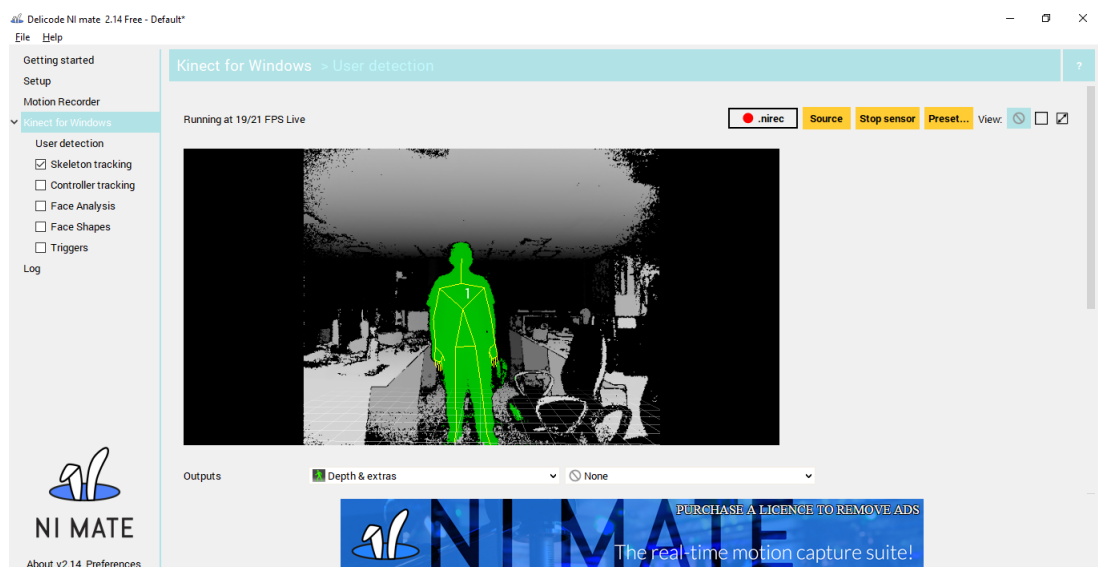 Delicode NI mate 2.14 Free - Default*
File Help
Getting started
Setup
Motion Recorder
Kinect for Windows
User detection
Skeleton tracking
Controller tracking
Face Analysis
Face Shapes
Triggers
Log
NI MATE
About v2.14 Preferences
Kinect for Windows > User detection ?
Running at 19/21 FPS Live
.nirec Source Stop sensor Preset... View:
1
Outputs Depth & extras None
PURCHASE A LICENCE TO REMOVE ADS
NI MATE
The real-time motion capture suite!